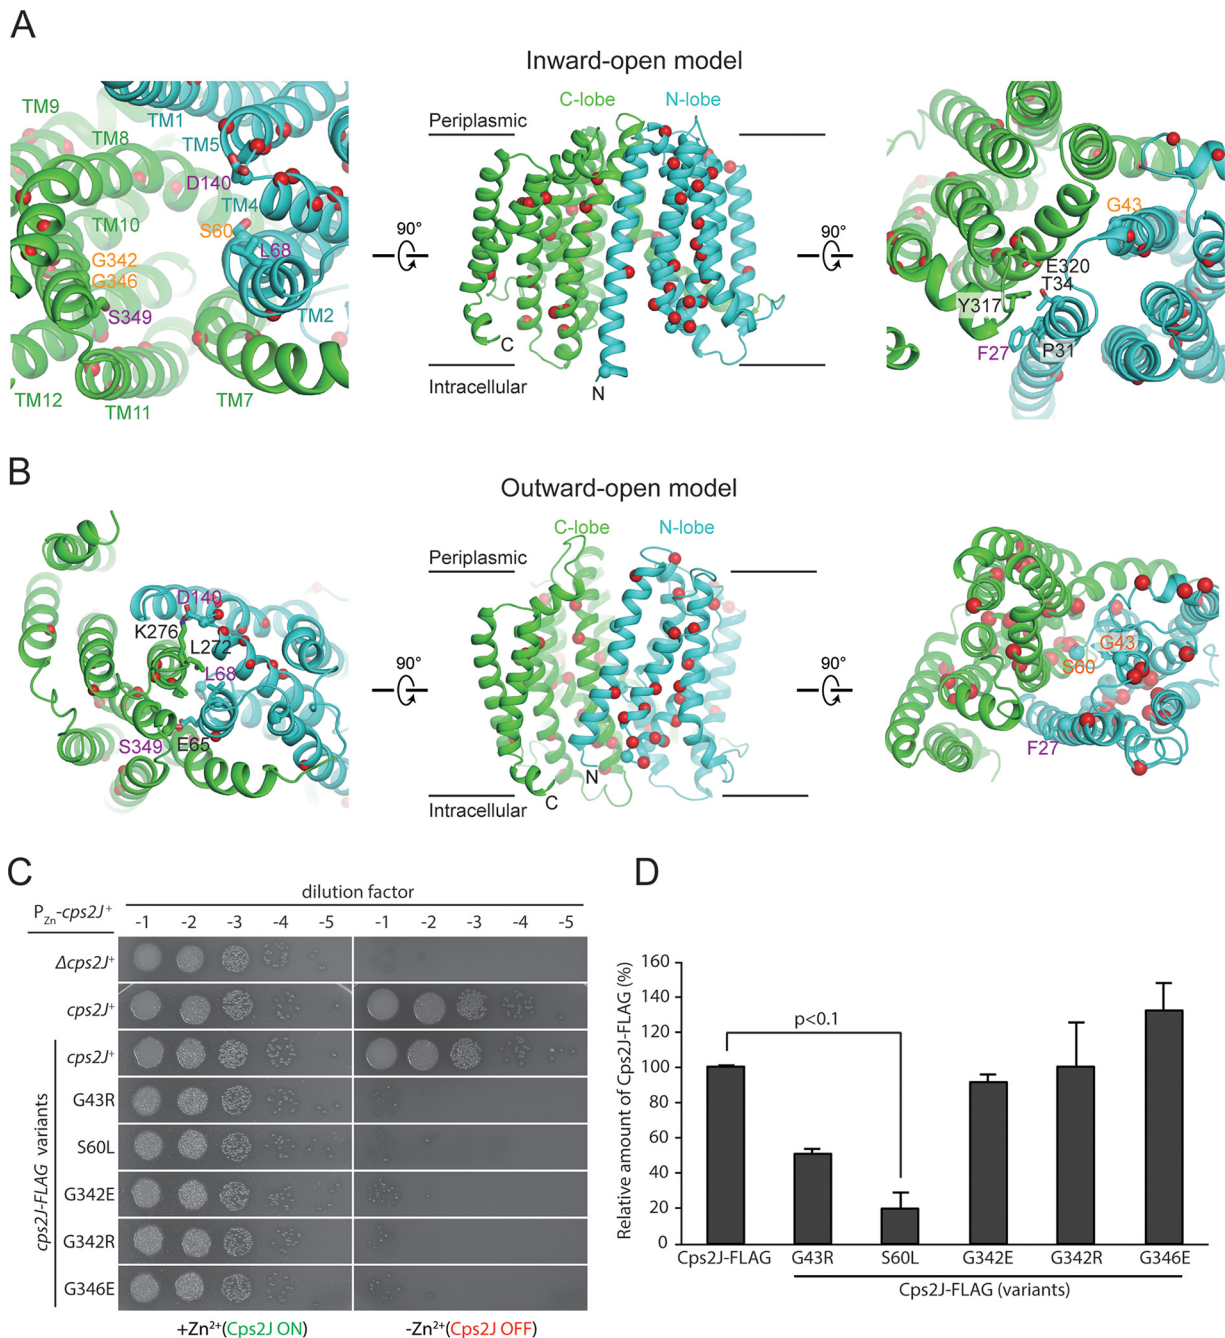 A
Inward-open model
C-lobe N-lobe
Periplasmic
Intracellular
C
N
90°
90°
TM9
TM8
TM1
TM5
D140
TM4
TM10
S60
L68
G342
G346
S349
TM2
TM12
TM11
TM7
G43
E320
T34
Y317
F27
P31
B
Outward-open model
C-lobe N-lobe
Periplasmic
Intracellular
N
C
90°
90°
D140
K276
L272
L68
S349
E65
G43
S60
F27
C
dilution factor
P_Zn-cps2J⁺
-1 -2 -3 -4 -5 -1 -2 -3 -4 -5
Δcps2J⁺
cps2J⁺
cps2J⁺
G43R
S60L
G342E
G342R
G346E
cps2J-FLAG variants
+Zn²⁺(Cps2J ON) -Zn²⁺(Cps2J OFF)
D
Relative amount of Cps2J-FLAG (%)
160
140
120
100
80
60
40
20
0
p<0.1
Cps2J-FLAG G43R S60L G342E G342R G346E
Cps2J-FLAG (variants)